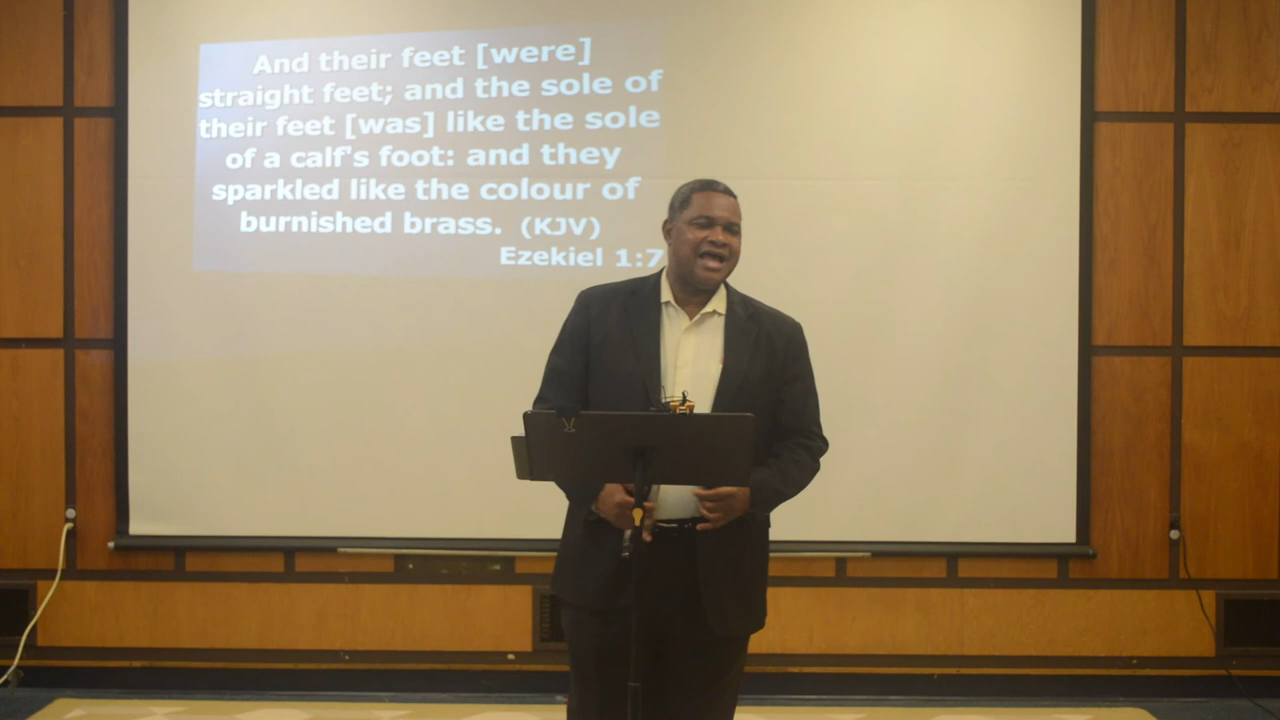 And their feet [were]
straight feet; and the sole of
their feet [was] like the sole
of a calf's foot: and they
sparkled like the colour of
burnished brass. (KJV)
Ezekiel 1:7